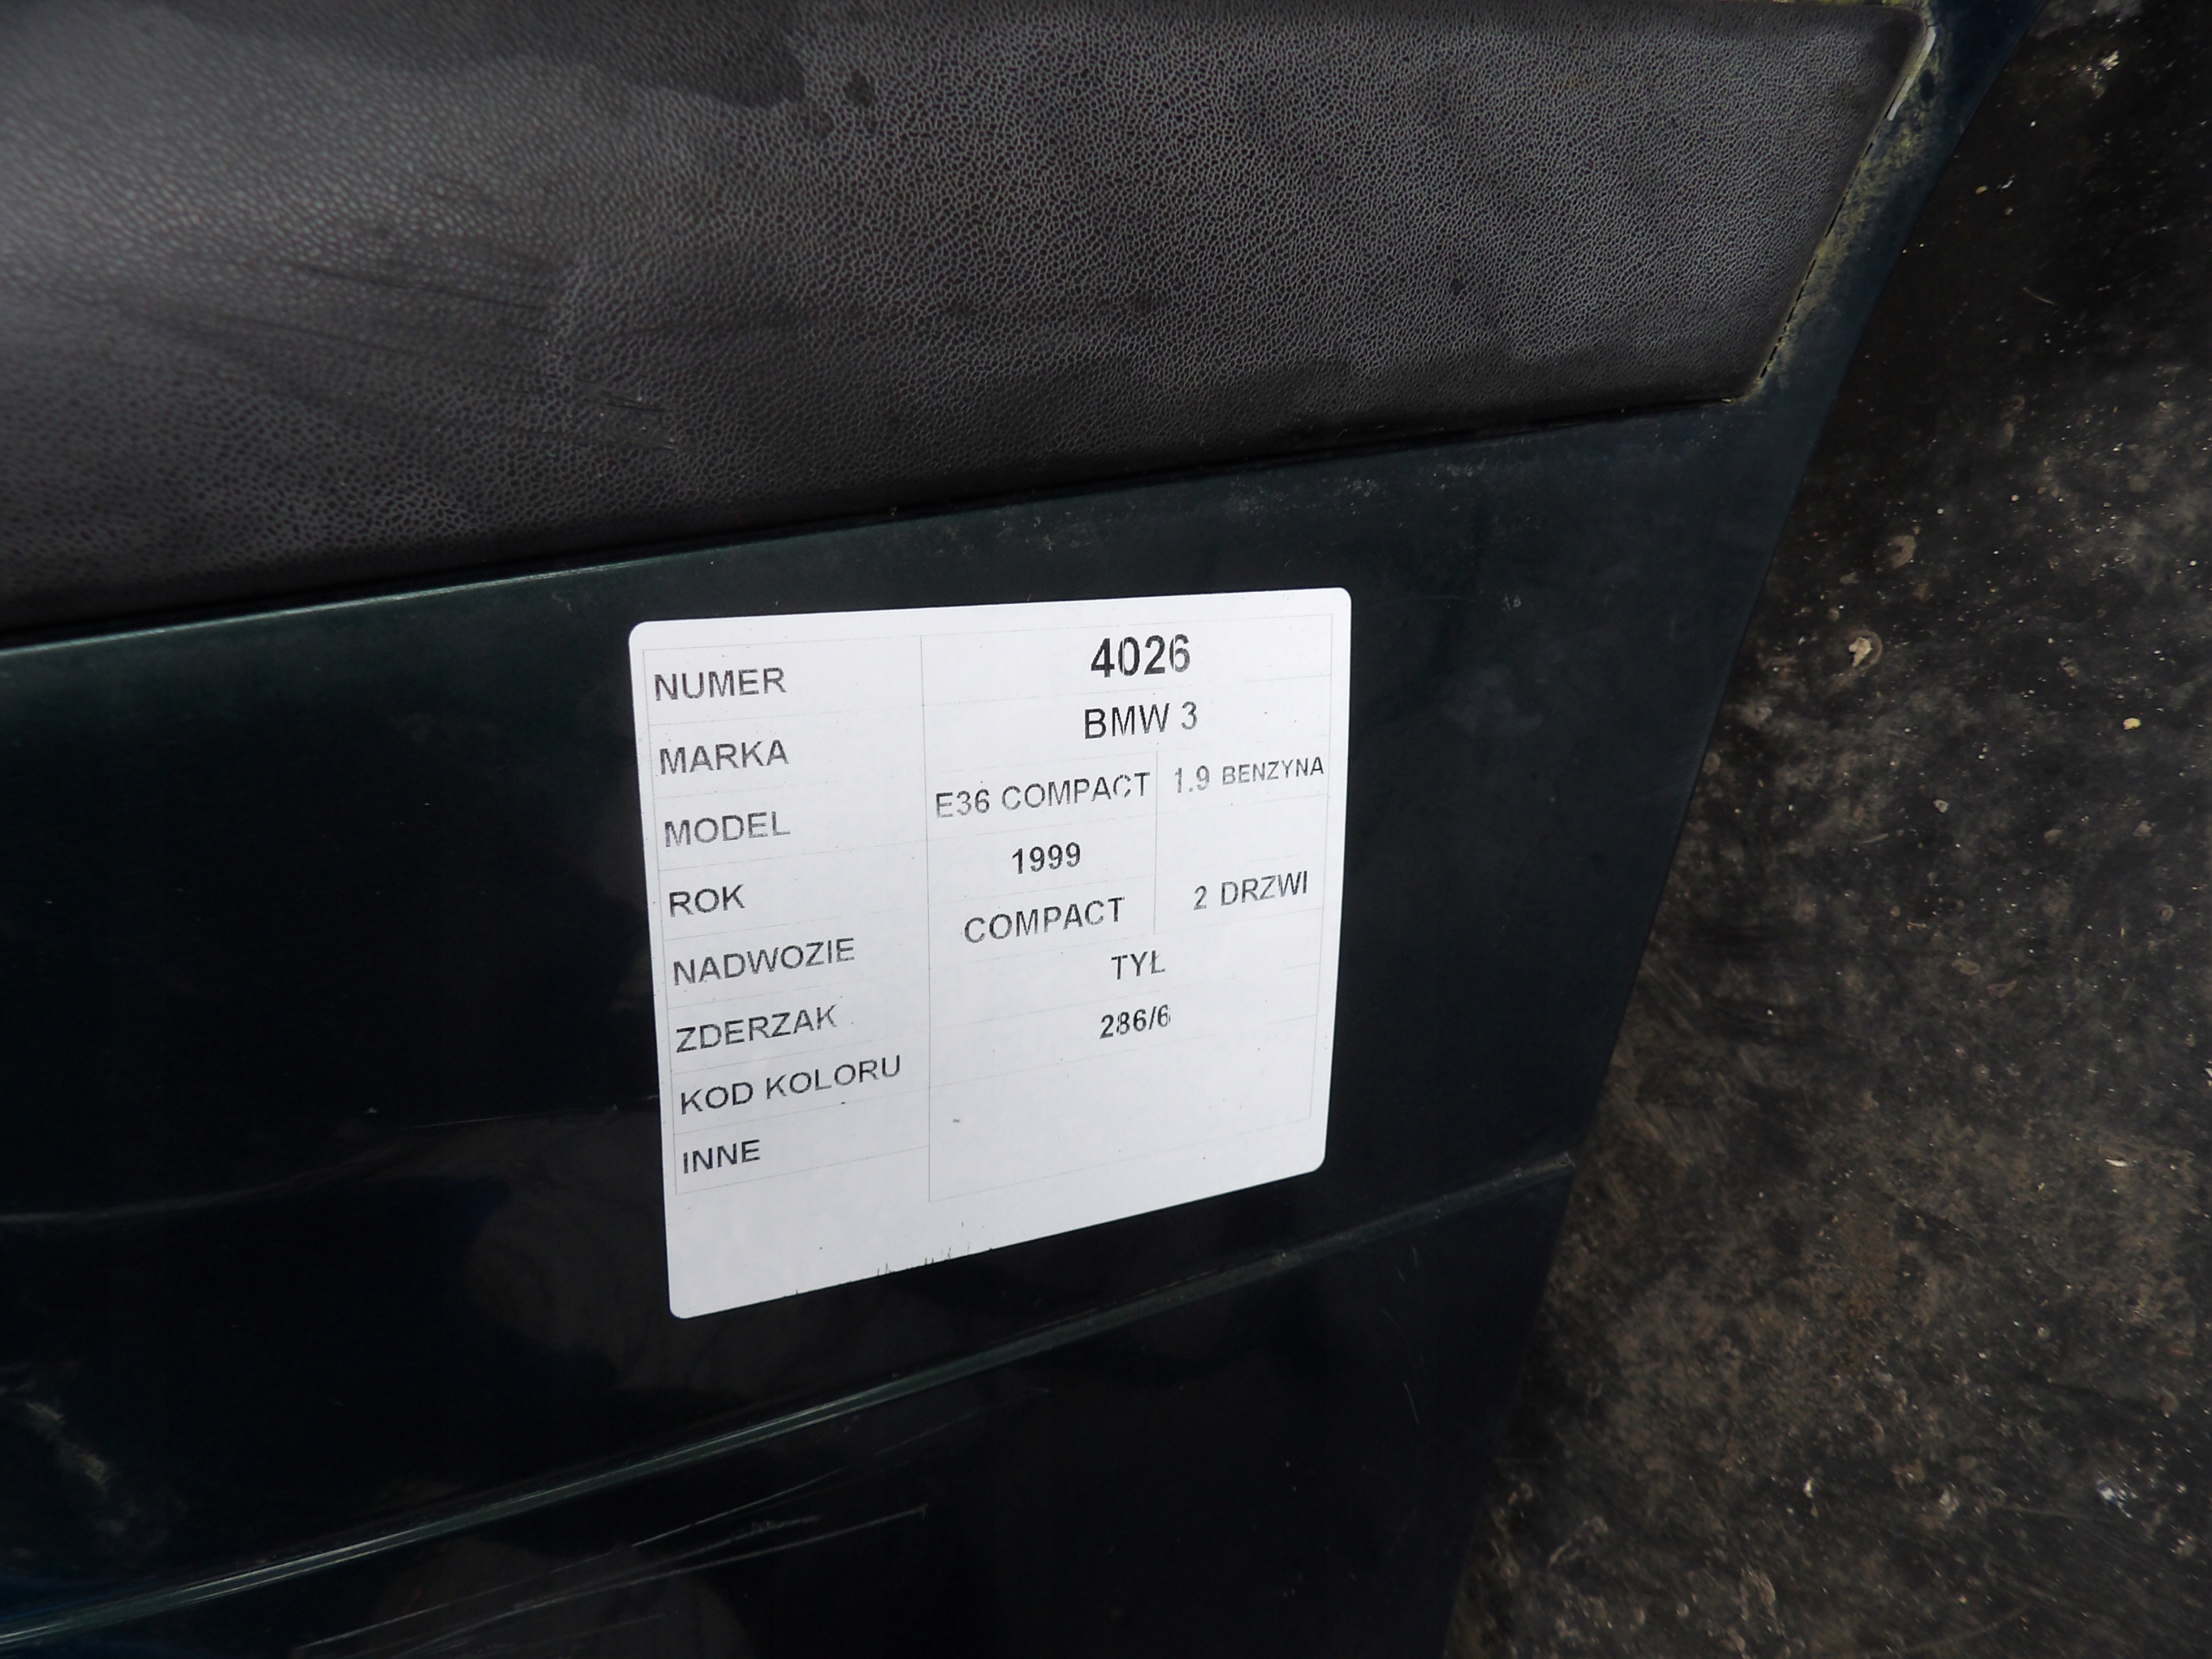 NUMER 4026
MARKA BMW 3
MODEL E36 COMPACT 1.9 BENZYNA
ROK 1999
NADWOZIE COMPACT 2 DRZWI
ZDERZAK TYŁ
KOD KOLORU 286/6
INNE